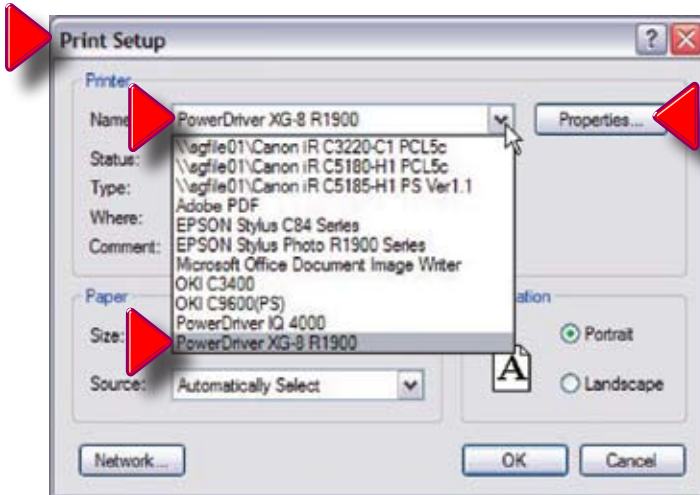 Print Setup
Printer
Name
PowerDriver XG-8 R1900
Properties...
\\sgfile01\Canon iR C3220-C1 PCL5c
Status:
\\sgfile01\Canon iR C5180-H1 PCL5c
Type:
\\sgfile01\Canon iR C5185-H1 PS Ver1.1
Adobe PDF
Where:
EPSON Stylus C84 Series
Comment:
EPSON Stylus Photo R1900 Series
Microsoft Office Document Image Writer
OKI C3400
Paper
OKI C9600(PS)
ation
PowerDriver IQ 4000
Size:
PowerDriver XG-8 R1900
Portrait
A
Source:
Automatically Select
Landscape
Network...
OK
Cancel